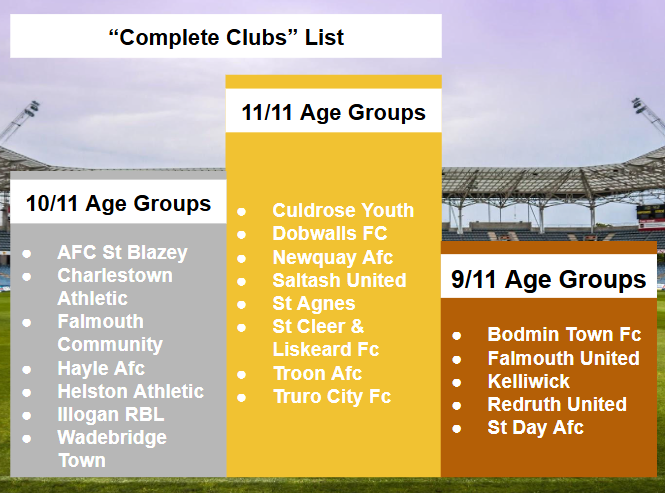 “Complete Clubs” List
11/11 Age Groups
● Culdrose Youth
● Dobwalls FC
● Newquay Afc
● Saltash United
● St Agnes
● St Cleer &
Liskeard Fc
● Troon Afc
● Truro City Fc
10/11 Age Groups
● AFC St Blazey
● Charlestown
Athletic
● Falmouth
Community
● Hayle Afc
● Helston Athletic
● Illogan RBL
● Wadebridge
Town
9/11 Age Groups
● Bodmin Town Fc
● Falmouth United
● Kelliwick
● Redruth United
● St Day Afc